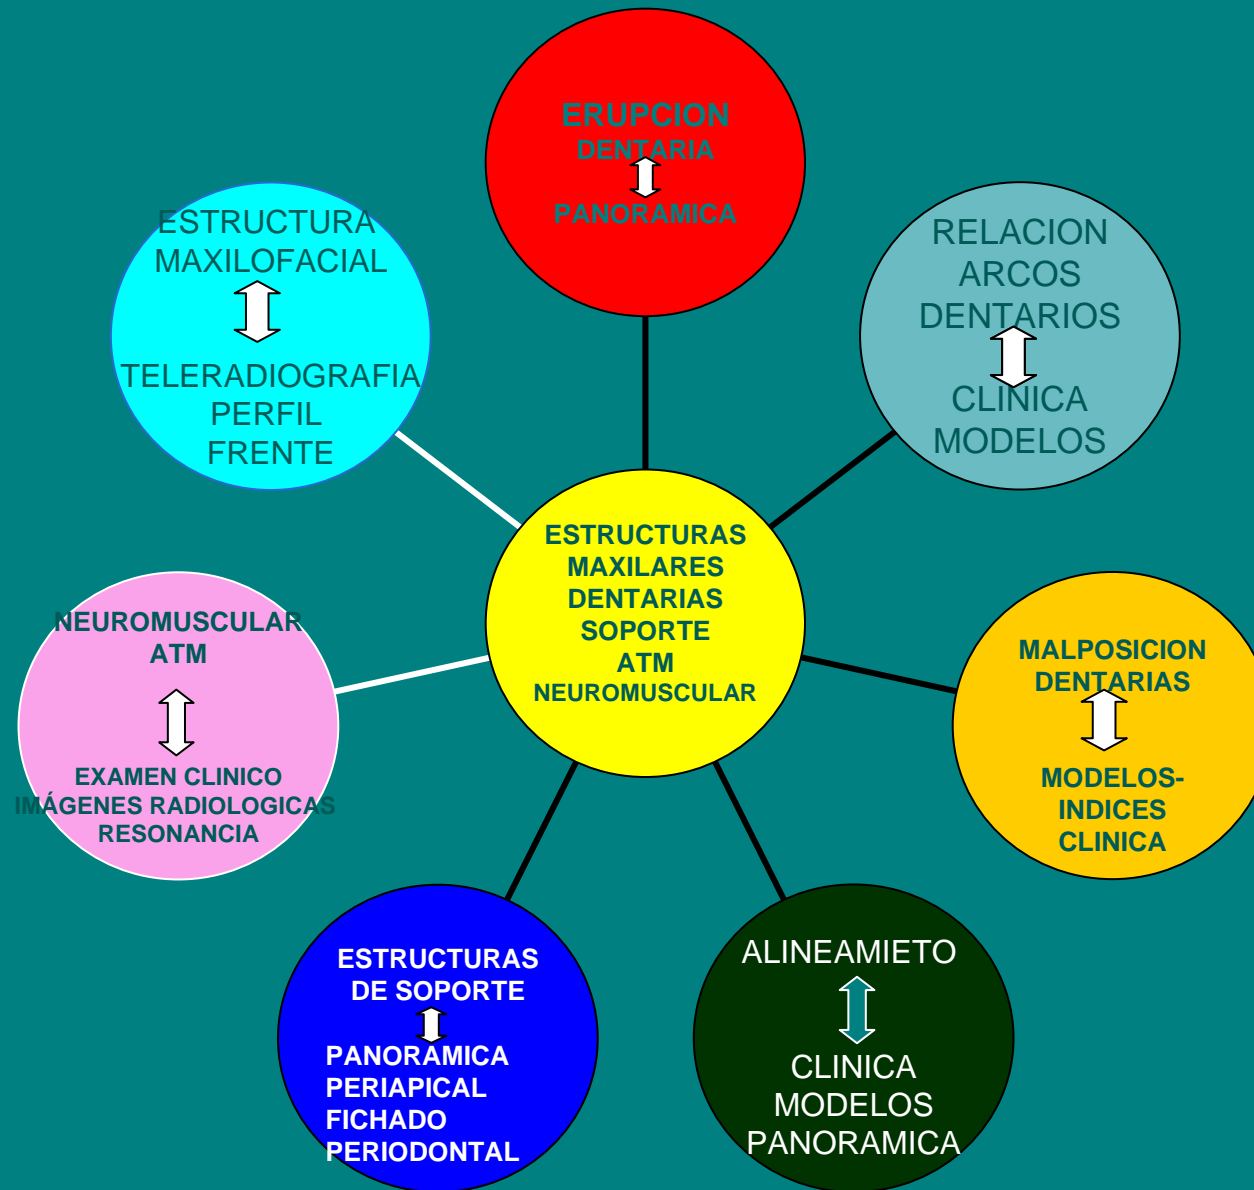 ERUPCION
DENTARIA
PANORAMICA
ESTRUCTURA
MAXILOFACIAL
TELERADIOGRAFIA
PERFIL
FRENTE
RELACION
ARCOS
DENTARIOS
CLINICA
MODELOS
ESTRUCTURAS
MAXILARES
DENTARIAS
SOPORTE
ATM
NEUROMUSCULAR
NEUROMUSCULAR
ATM
EXAMEN CLINICO
IMÁGENES RADIOLOGICAS
RESONANCIA
MALPOSICION
DENTARIAS
MODELOS-
INDICES
CLINICA
ESTRUCTURAS
DE SOPORTE
PANORAMICA
PERIAPICAL
FICHADO
PERIODONTAL
ALINEAMIETO
CLINICA
MODELOS
PANORAMICA